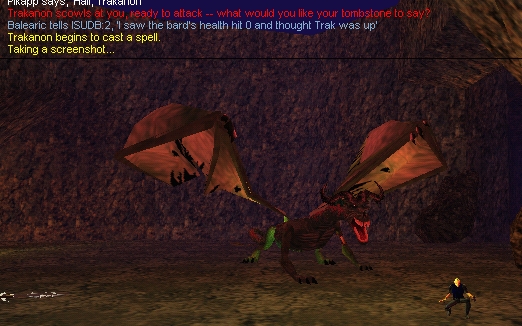 Pikapp says, 'Hail, Trakanon'
Trakanon scowls at you, ready to attack -- what would you like your tombstone to say?
Balearic tells ISUDB:2, 'I saw the bard's health hit 0 and thought Trak was up'
Trakanon begins to cast a spell.
Taking a screenshot...